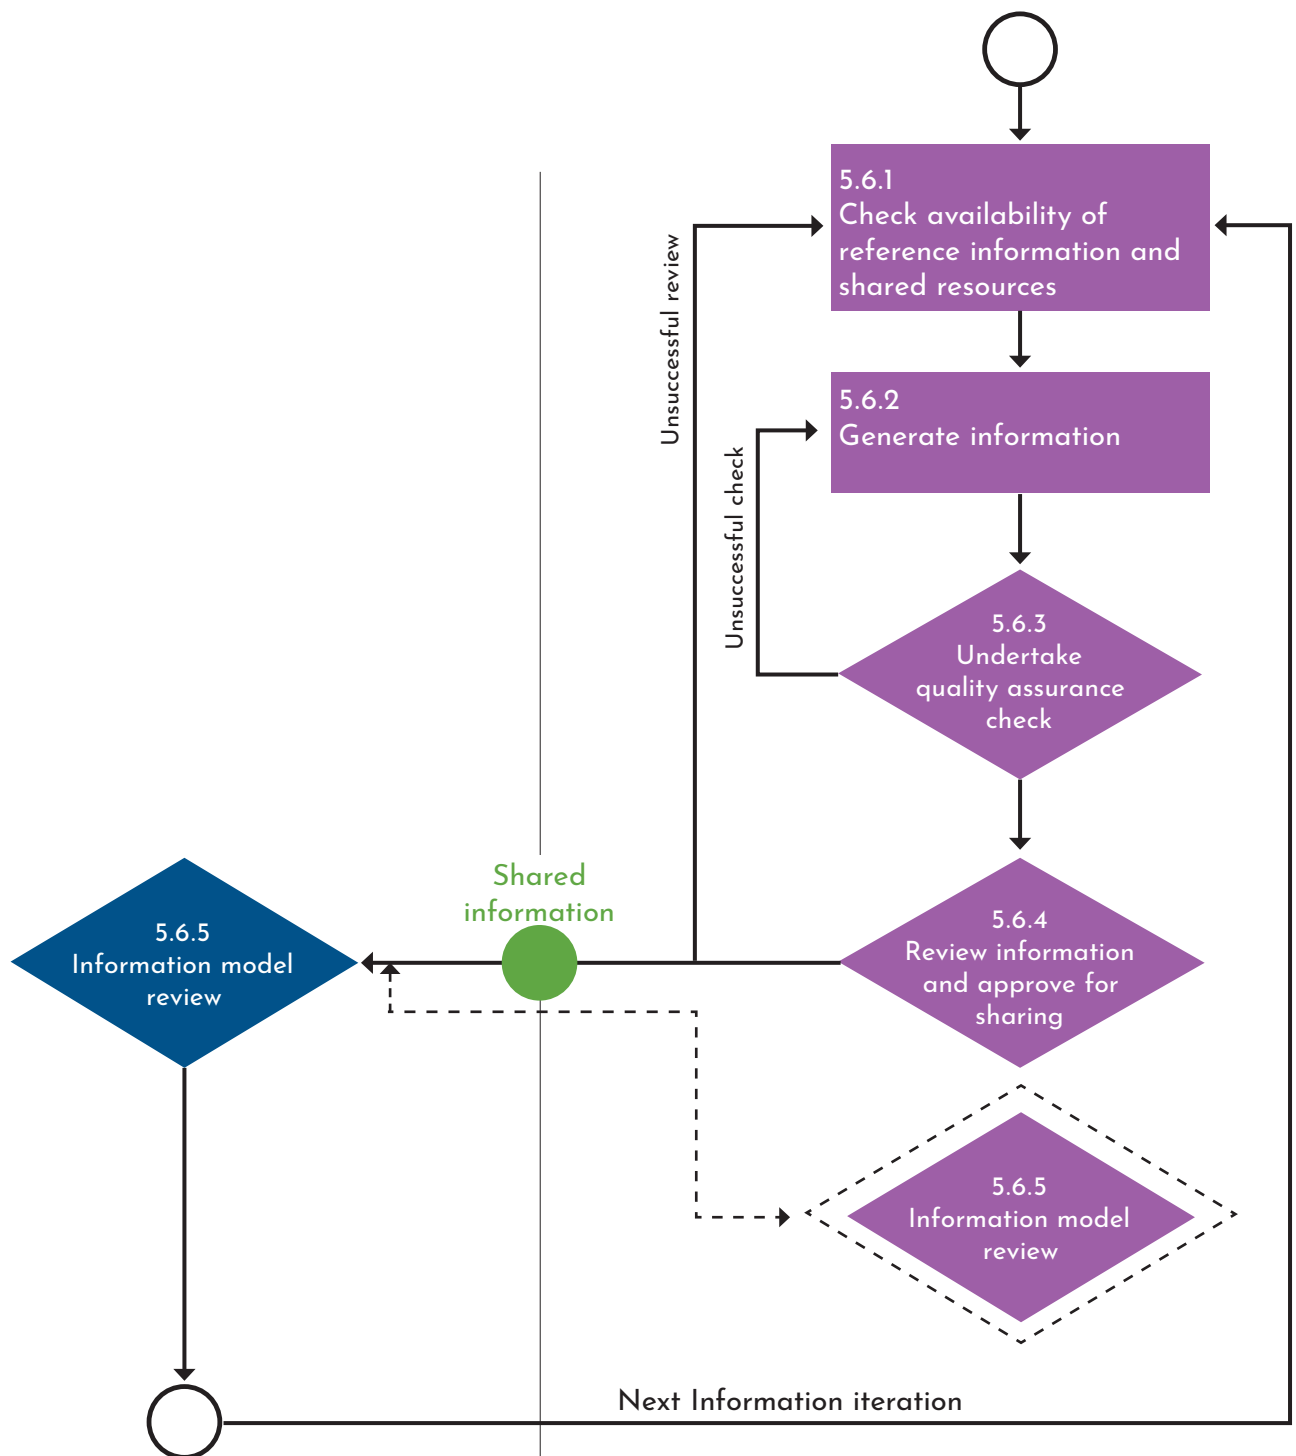 5.6.1
Check availability of
reference information and
shared resources
Unsuccessful review
5.6.2
Generate information
Unsuccessful check
5.6.3
Undertake
quality assurance
check
Shared
information
5.6.4
Review information
and approve for
sharing
5.6.5
Information model
review
5.6.5
Information model
review
Next Information iteration